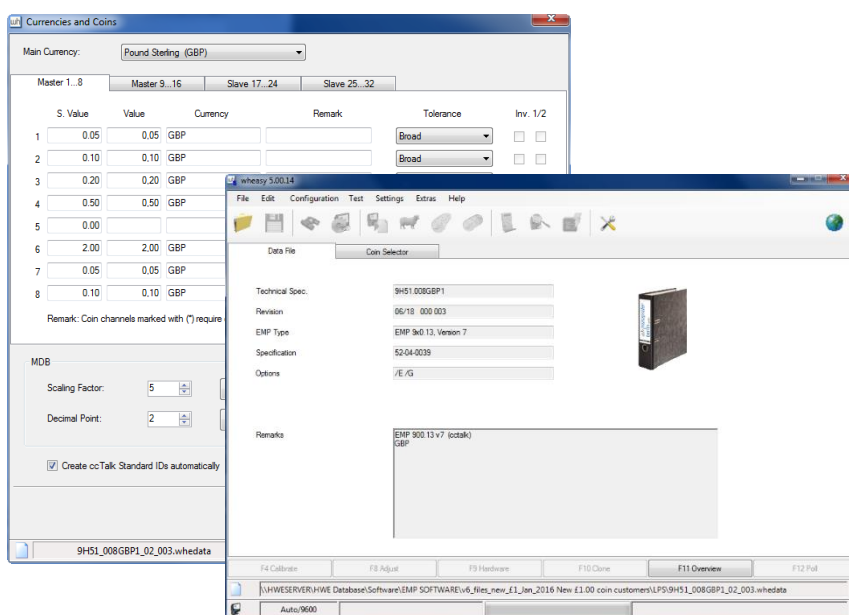 Currencies and Coins
Main Currency: Pound Sterling (GBP)
Master 1...8 Master 9...16 Slave 17...24 Slave 25...32
S. Value Value Currency Remark Tolerance Inv. 1/2
1 0.05 0,05 GBP Broad
2 0.10 0,10 GBP Broad
3 0.20 0,20 GBP
4 0.50 0,50 GBP
5 0.00
6 2.00 2,00 GBP
7 0.05 0,05 GBP
8 0.10 0,10 GBP
Remark: Coin channels marked with (*) require
MDB
Scaling Factor: 5
Decimal Point: 2
Create ccTalk Standard IDs automatically
9H51_008GBP1_02_003.whedata
wheasy 5.00.14
File Edit Configuration Test Settings Extras Help
Data File Coin Selector
Technical Spec. 9H51.008GBP1
Revision 06/18 000 003
EMP Type EMP 9x0.13, Version 7
Specification 52-04-0039
Options /E /G
Remarks EMP 900.13 v7 (cctalk)
GBP
F4 Calibrate F8 Adjust F9 Hardware F10 Clone F11 Overview F12 Poll
\\HWESERVER\HWE Database\Software\EMP SOFTWARE\v6_files_new_£1_Jan_2016 New £1.00 coin customers\LPS\9H51_008GBP1_02_003.whedata
Auto/9600